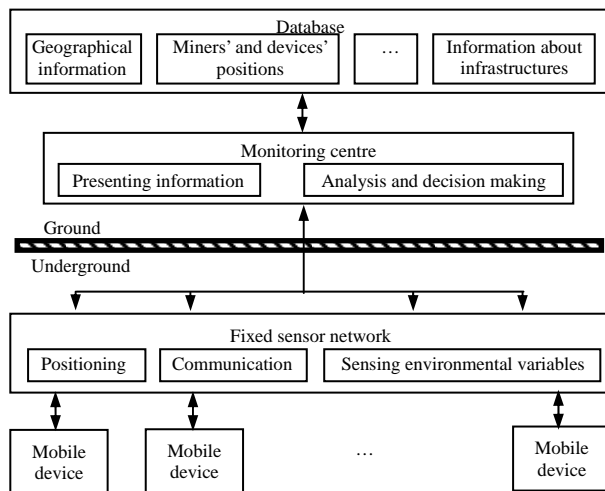 Database
Geographical
information
Miners' and devices'
positions
…
Information about
infrastructures
Monitoring centre
Presenting information
Analysis and decision making
Ground
Underground
Fixed sensor network
Positioning
Communication
Sensing environmental variables
Mobile
device
Mobile
device
…
Mobile
device